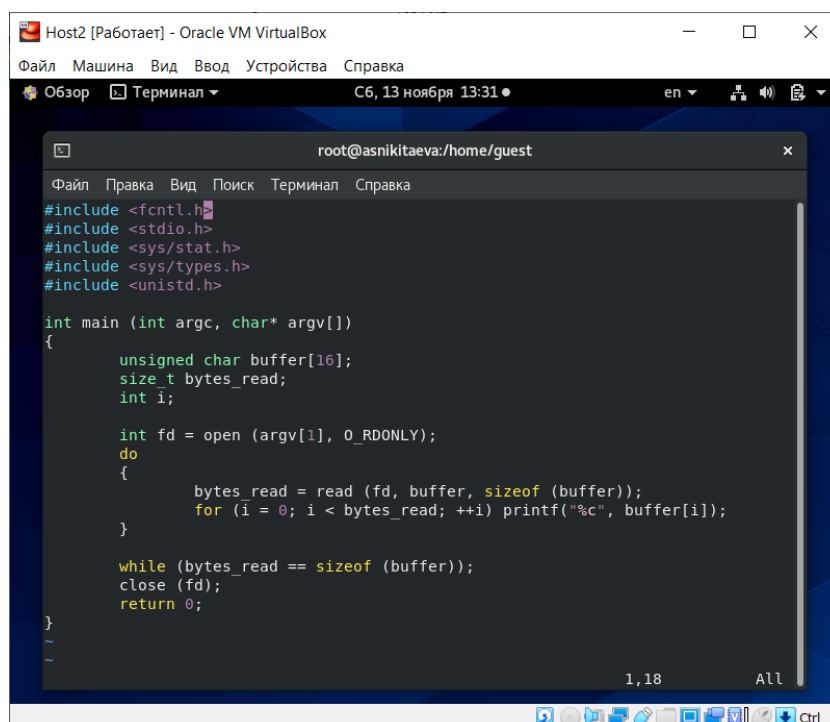 Host2 [Работает] - Oracle VM VirtualBox
Файл Машина Вид Ввод Устройства Справка
Обзор Терминал Сб, 13 ноября 13:31 en
root@asnikitaeva:/home/guest
Файл Правка Вид Поиск Терминал Справка
#include <fcntl.h>
#include <stdio.h>
#include <sys/stat.h>
#include <sys/types.h>
#include <unistd.h>
int main (int argc, char* argv[])
{
unsigned char buffer[16];
size_t bytes_read;
int i;
int fd = open (argv[1], O_RDONLY);
do
{
bytes_read = read (fd, buffer, sizeof (buffer));
for (i = 0; i < bytes_read; ++i) printf("%c", buffer[i]);
}
while (bytes_read == sizeof (buffer));
close (fd);
return 0;
}
~
~
1,18 All
Ctrl